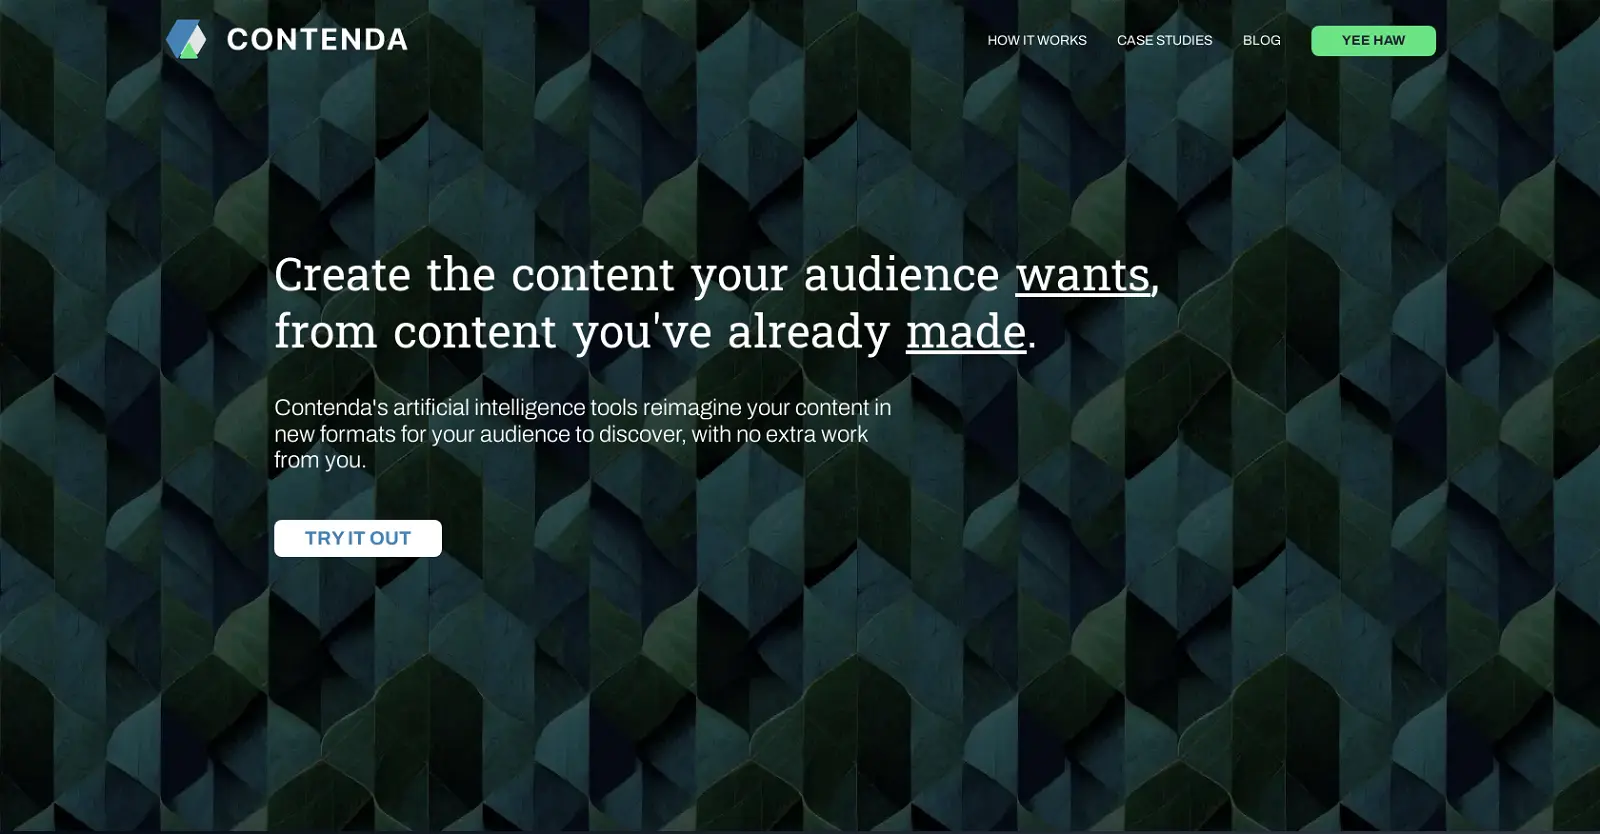 CONTENDA
HOW IT WORKS
CASE STUDIES
BLOG
YEE HAW
Create the content your audience wants,
from content you've already made.
Contenda's artificial intelligence tools reimagine your content in
new formats for your audience to discover, with no extra work
from you.
TRY IT OUT